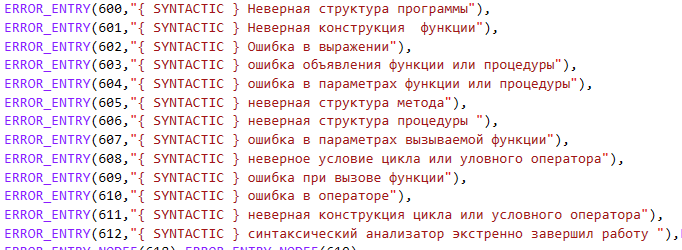 ERROR_ENTRY(600,"{ SYNTACTIC } Неверная структура программы"),
ERROR_ENTRY(601,"{ SYNTACTIC } Неверная конструкция  функции"),
ERROR_ENTRY(602,"{ SYNTACTIC } Ошибка в выражении"),
ERROR_ENTRY(603,"{ SYNTACTIC } ошибка объявления функции или процедуры"),
ERROR_ENTRY(604,"{ SYNTACTIC } ошибка в параметрах функции или процедуры"),
ERROR_ENTRY(605,"{ SYNTACTIC } неверная структура метода"),
ERROR_ENTRY(606,"{ SYNTACTIC } неверная структура процедуры "),
ERROR_ENTRY(607,"{ SYNTACTIC } ошибка в параметрах вызываемой функции"),
ERROR_ENTRY(608,"{ SYNTACTIC } неверное условие цикла или уловного оператора"),
ERROR_ENTRY(609,"{ SYNTACTIC } ошибка при вызове функции"),
ERROR_ENTRY(610,"{ SYNTACTIC } ошибка в операторе"),
ERROR_ENTRY(611,"{ SYNTACTIC } неверная конструкция цикла или условного оператора"),
ERROR_ENTRY(612,"{ SYNTACTIC } синтаксический анализатор экстренно завершил работу "),